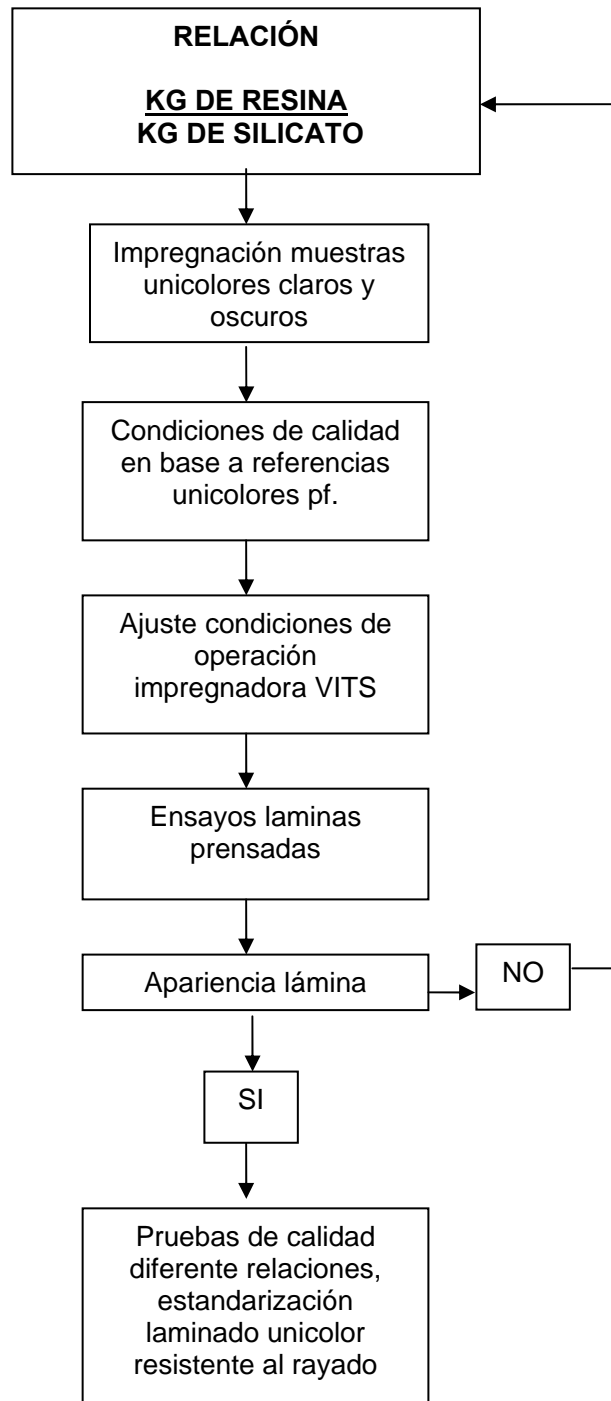 RELACIÓN
KG DE RESINA
KG DE SILICATO
Impregnación muestras
unicolores claros y
oscuros
Condiciones de calidad
en base a referencias
unicolores pf.
Ajuste condiciones de
operación
impregnadora VITS
Ensayos laminas
prensadas
Apariencia lámina
NO
SI
Pruebas de calidad
diferente relaciones,
estandarización
laminado unicolor
resistente al rayado